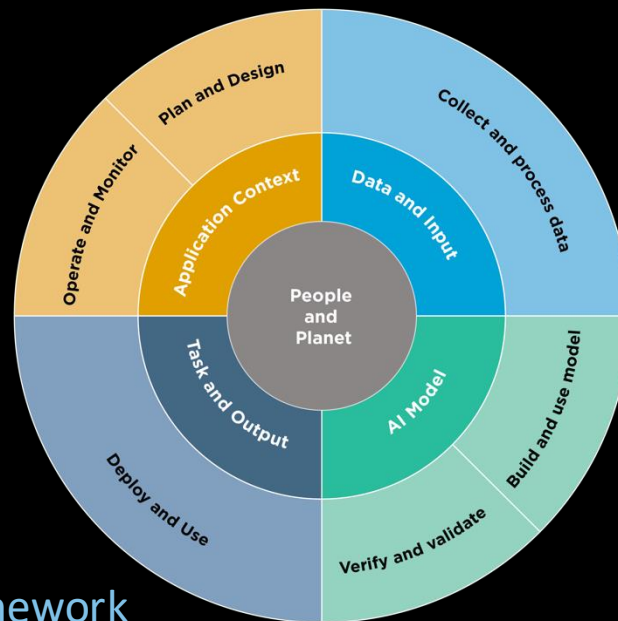 Plan and Design
Collect and process data
Operate and Monitor
Application Context
Data and Input
People
and
Planet
Task and Output
AI Model
Build and use model
Deploy and Use
Verify and validate